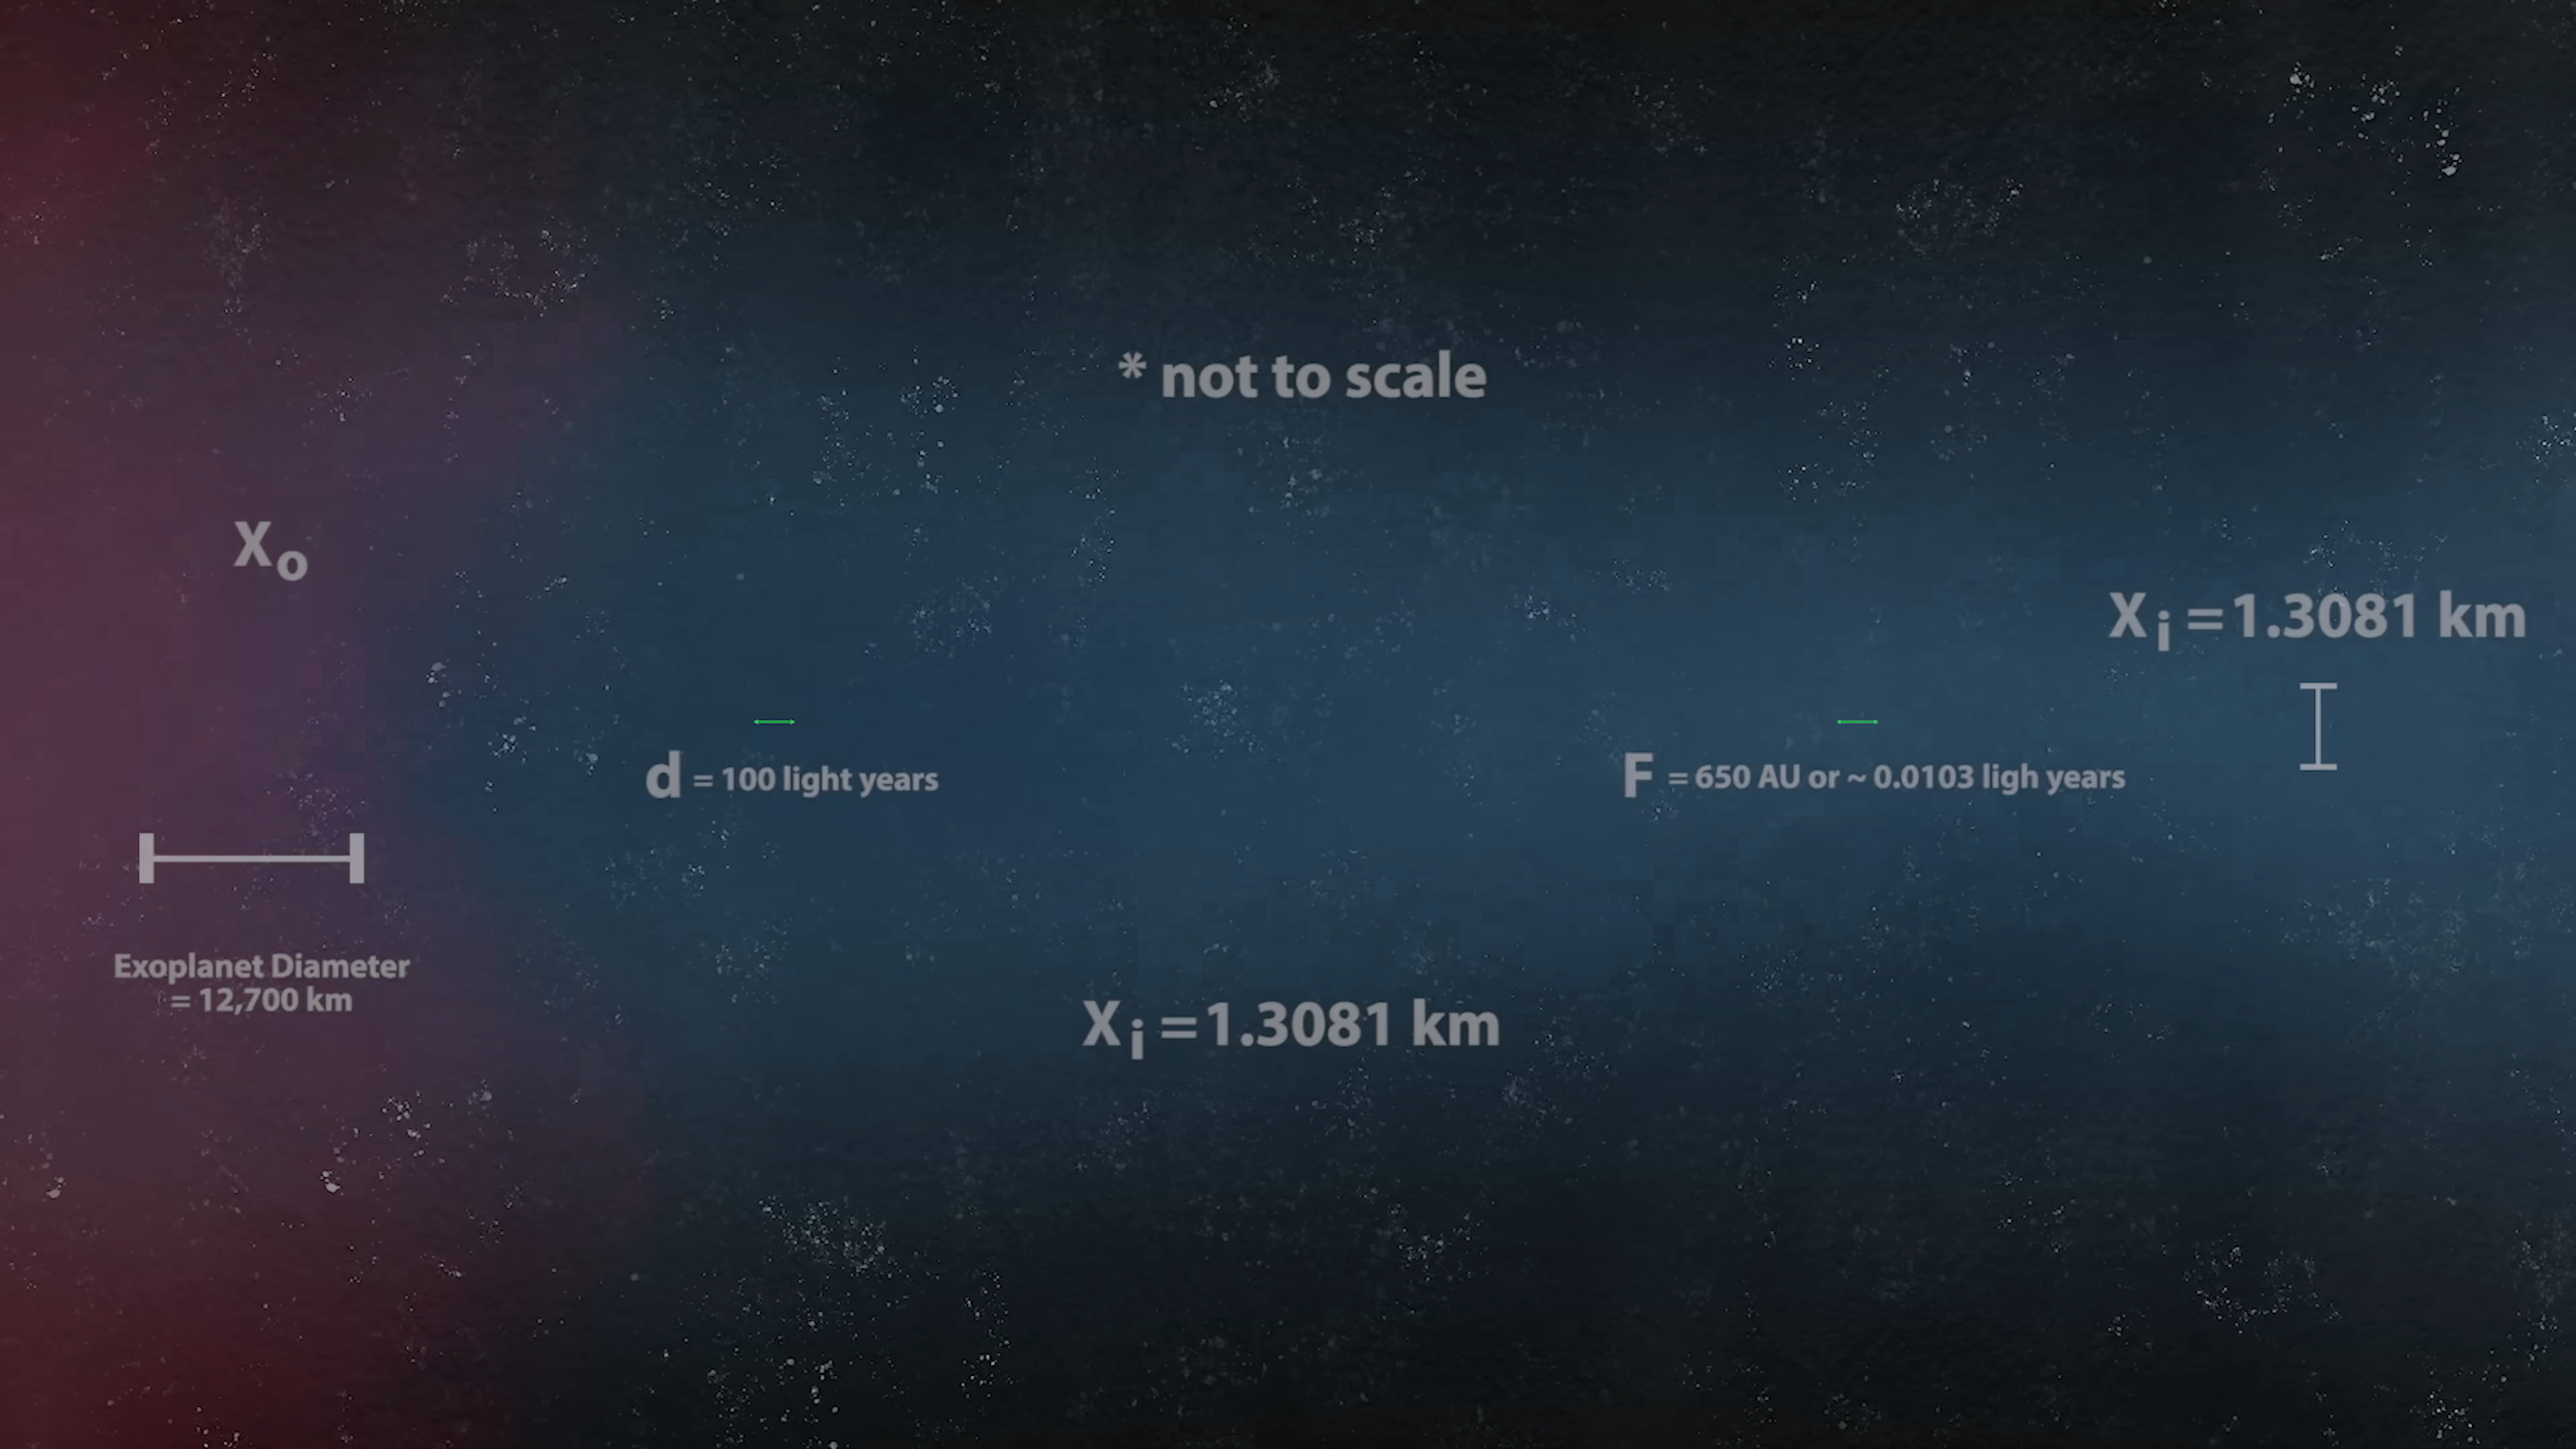 * not to scale
Xo
Xi =1.3081 km
d = 100 light years
F = 650 AU or ~ 0.0103 ligh years
Exoplanet Diameter
= 12,700 km
Xi =1.3081 km